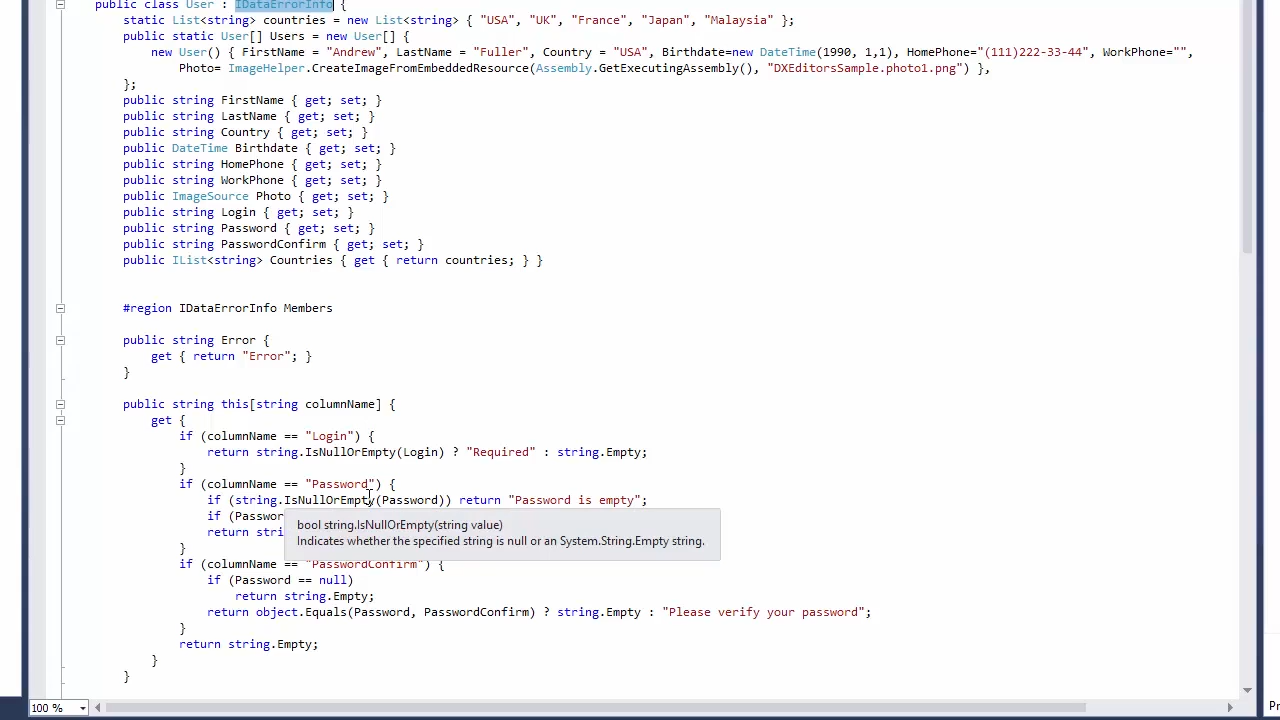 public class User : IDataErrorInfo {
static List<string> countries = new List<string> { "USA", "UK", "France", "Japan", "Malaysia" };
public static User[] Users = new User[] {
new User() { FirstName = "Andrew", LastName = "Fuller", Country = "USA", Birthdate=new DateTime(1990, 1,1), HomePhone="(111)222-33-44", WorkPhone="",
Photo= ImageHelper.CreateImageFromEmbeddedResource(Assembly.GetExecutingAssembly(), "DXEditorsSample.photo1.png") },
};
public string FirstName { get; set; }
public string LastName { get; set; }
public string Country { get; set; }
public DateTime Birthdate { get; set; }
public string HomePhone { get; set; }
public string WorkPhone { get; set; }
public ImageSource Photo { get; set; }
public string Login { get; set; }
public string Password { get; set; }
public string PasswordConfirm { get; set; }
public IList<string> Countries { get { return countries; } }
#region IDataErrorInfo Members
public string Error {
get { return "Error"; }
}
public string this[string columnName] {
get {
if (columnName == "Login") {
return string.IsNullOrEmpty(Login) ? "Required" : string.Empty;
}
if (columnName == "Password") {
if (string.IsNullOrEmpty(Password)) return "Password is empty";
if (Passwor
return stri
bool string.IsNullOrEmpty(string value)
Indicates whether the specified string is null or an System.String.Empty string.
}
if (columnName == "PasswordConfirm") {
if (Password == null)
return string.Empty;
return object.Equals(Password, PasswordConfirm) ? string.Empty : "Please verify your password";
}
return string.Empty;
}
}
100 %